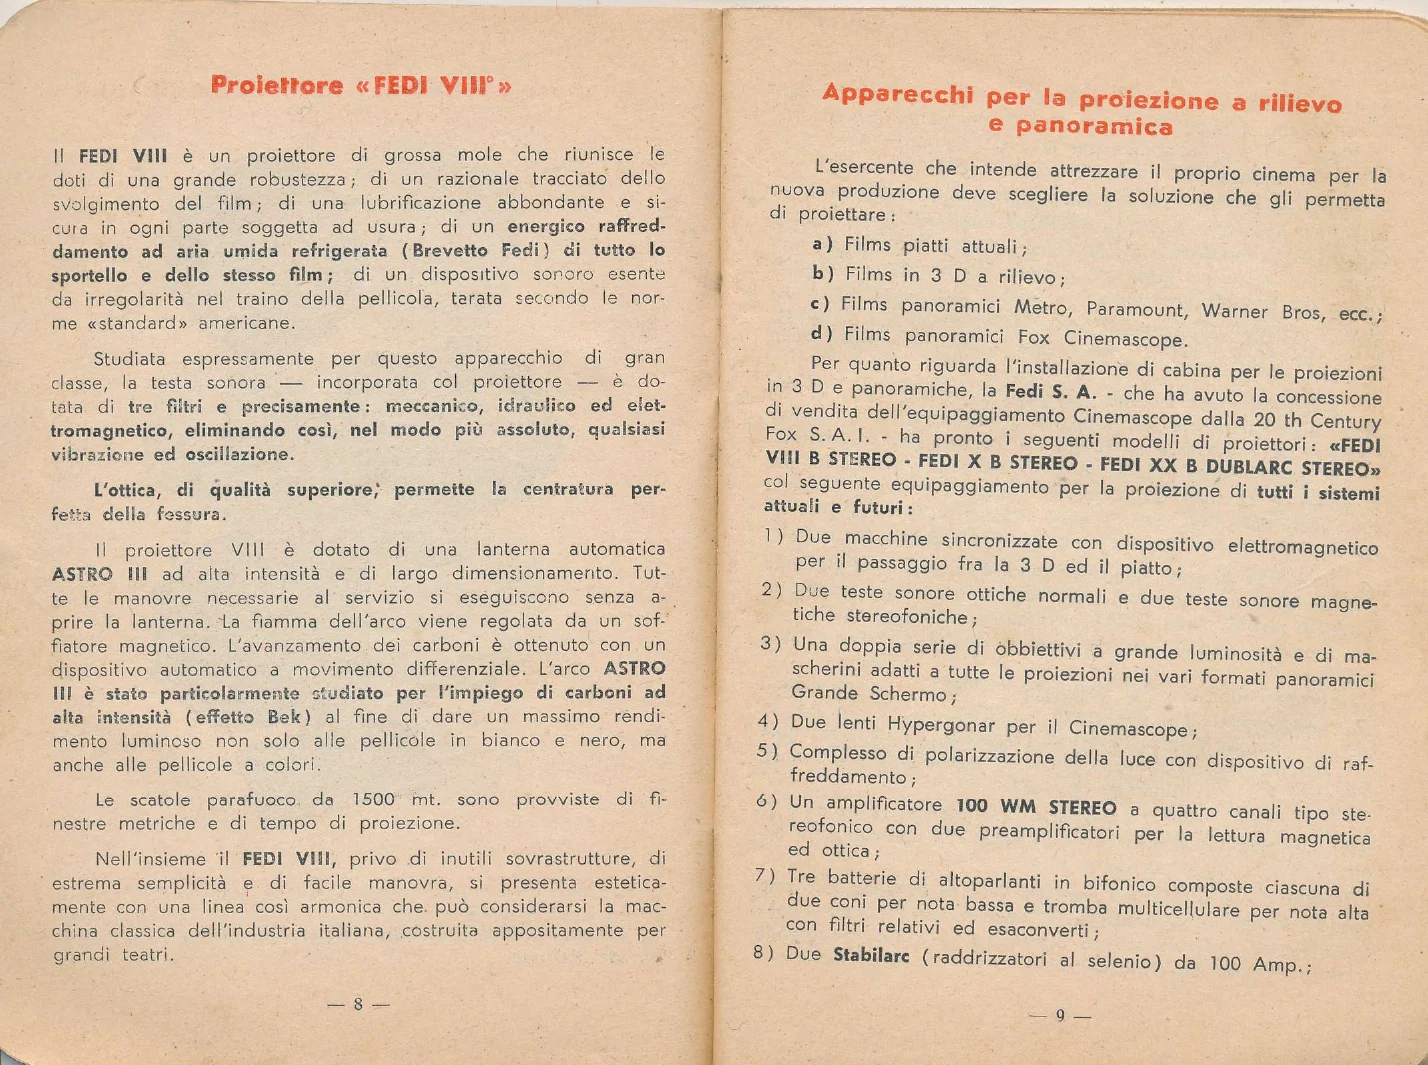 Proiettore «FEDI VIII°»
Il FEDI VIII è un proiettore di grossa mole che riunisce le
doti di una grande robustezza; di un razionale tracciato dello
svolgimento del film; di una lubrificazione abbondante e si-
cura in ogni parte soggetta ad usura; di un energico raffred-
damento ad aria umida refrigerata (Brevetto Fedi) di tutto lo
sportello e dello stesso film; di un dispositivo sonoro esente
da irregolarità nel traino della pellicola, tarata secondo le nor-
me «standard» americane.
Studiata espressamente per questo apparecchio di gran
classe, la testa sonora — incorporata col proiettore — è do-
tata di tre filtri e precisamente: meccanico, idraulico ed elet-
tromagnetico, eliminando così, nel modo più assoluto, qualsiasi
vibrazione ed oscillazione.
L'ottica, di qualità superiore, permette la centratura per-
fetta della fessura.
Il proiettore VIII è dotato di una lanterna automatica
ASTRO III ad alta intensità e di largo dimensionamento. Tut-
te le manovre necessarie al servizio si eseguiscono senza a-
prire la lanterna. La fiamma dell'arco viene regolata da un sof-
fiatore magnetico. L'avanzamento dei carboni è ottenuto con un
dispositivo automatico a movimento differenziale. L'arco ASTRO
III è stato particolarmente studiato per l'impiego di carboni ad
alta intensità (effetto Bek) al fine di dare un massimo rendi-
mento luminoso non solo alle pellicole in bianco e nero, ma
anche alle pellicole a colori.
Le scatole parafuoco da 1500 mt. sono provviste di fi-
nestre metriche e di tempo di proiezione.
Nell'insieme il FEDI VIII, privo di inutili sovrastrutture, di
estrema semplicità e di facile manovra, si presenta estetica-
mente con una linea così armonica che può considerarsi la mac-
china classica dell'industria italiana, costruita appositamente per
grandi teatri.
— 8 —
Apparecchi per la proiezione a rilievo
e panoramica
L'esercente che intende attrezzare il proprio cinema per la
nuova produzione deve scegliere la soluzione che gli permetta
di proiettare:
a) Films piatti attuali;
b) Films in 3 D a rilievo;
c) Films panoramici Metro, Paramount, Warner Bros, ecc.;
d) Films panoramici Fox Cinemascope.
Per quanto riguarda l'installazione di cabina per le proiezioni
in 3 D e panoramiche, la Fedi S. A. - che ha avuto la concessione
di vendita dell'equipaggiamento Cinemascope dalla 20 th Century
Fox S. A. I. - ha pronto i seguenti modelli di proiettori: «FEDI
VIII B STEREO - FEDI X B STEREO - FEDI XX B DUBLARC STEREO»
col seguente equipaggiamento per la proiezione di tutti i sistemi
attuali e futuri:
1) Due macchine sincronizzate con dispositivo elettromagnetico
per il passaggio fra la 3 D ed il piatto;
2) Due teste sonore ottiche normali e due teste sonore magne-
tiche stereofoniche;
3) Una doppia serie di obbiettivi a grande luminosità e di ma-
scherini adatti a tutte le proiezioni nei vari formati panoramici
Grande Schermo;
4) Due lenti Hypergonar per il Cinemascope;
5) Complesso di polarizzazione della luce con dispositivo di raf-
freddamento;
6) Un amplificatore 100 WM STEREO a quattro canali tipo ste-
reofonico con due preamplificatori per la lettura magnetica
ed ottica;
7) Tre batterie di altoparlanti in bifonico composte ciascuna di
due coni per nota bassa e tromba multicellulare per nota alta
con filtri relativi ed esaconverti;
8) Due Stabilarc (raddrizzatori al selenio) da 100 Amp.;
— 9 —